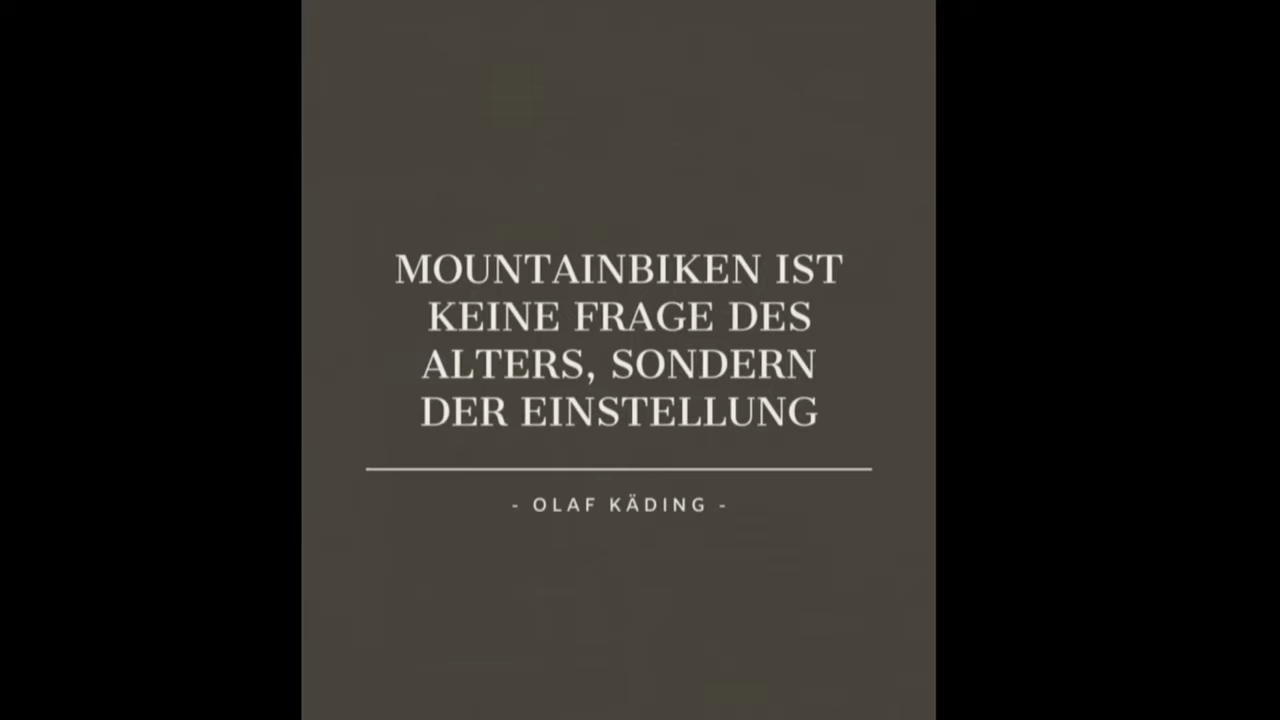 MOUNTAINBIKEN IST
KEINE FRAGE DES
ALTERS, SONDERN
DER EINSTELLUNG
- OLAF KÄDING -